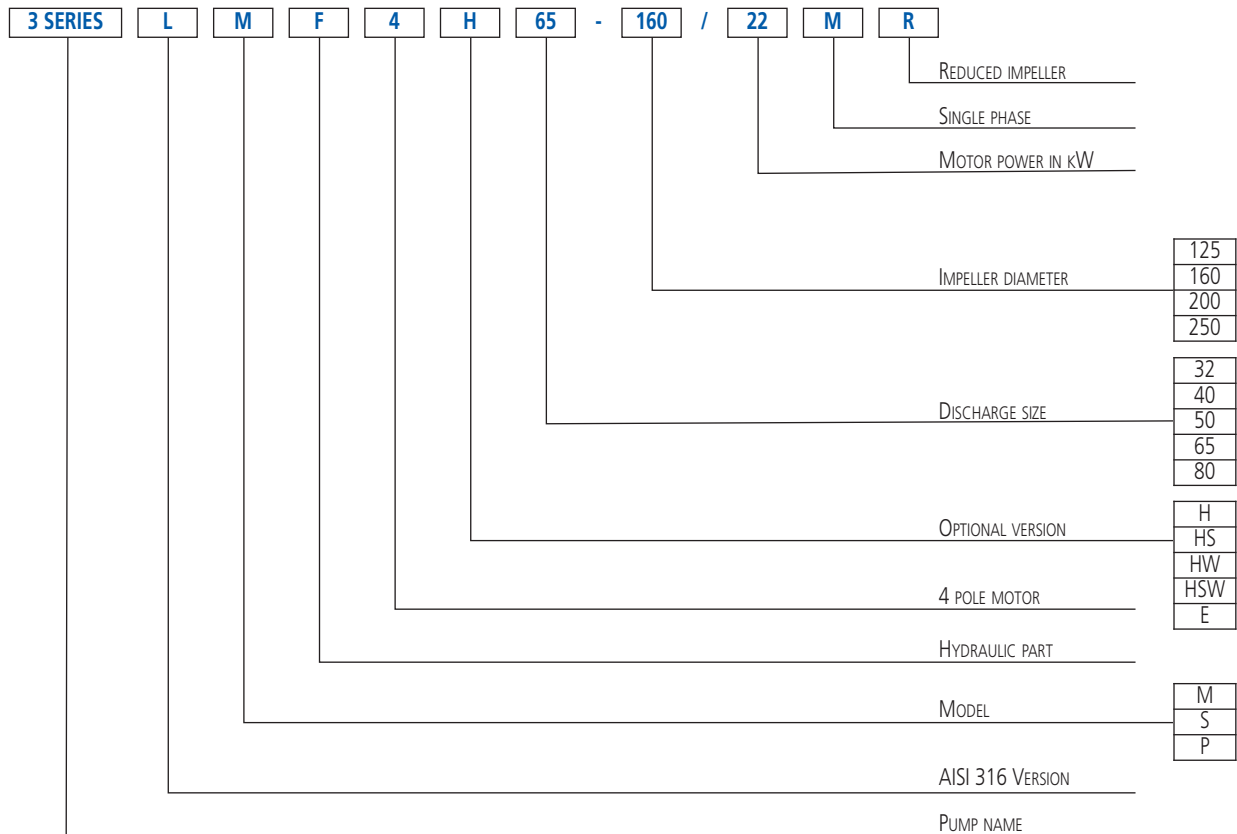 3 SERIES L M F 4 H 65 - 160 / 22 M R
REDUCED IMPELLER
SINGLE PHASE
MOTOR POWER IN KW
125
IMPELLER DIAMETER 160
200
250
32
40
DISCHARGE SIZE 50
65
80
H
OPTIONAL VERSION HS
HW
HSW
4 POLE MOTOR
E
HYDRAULIC PART
M
MODEL S
P
AISI 316 VERSION
PUMP NAME